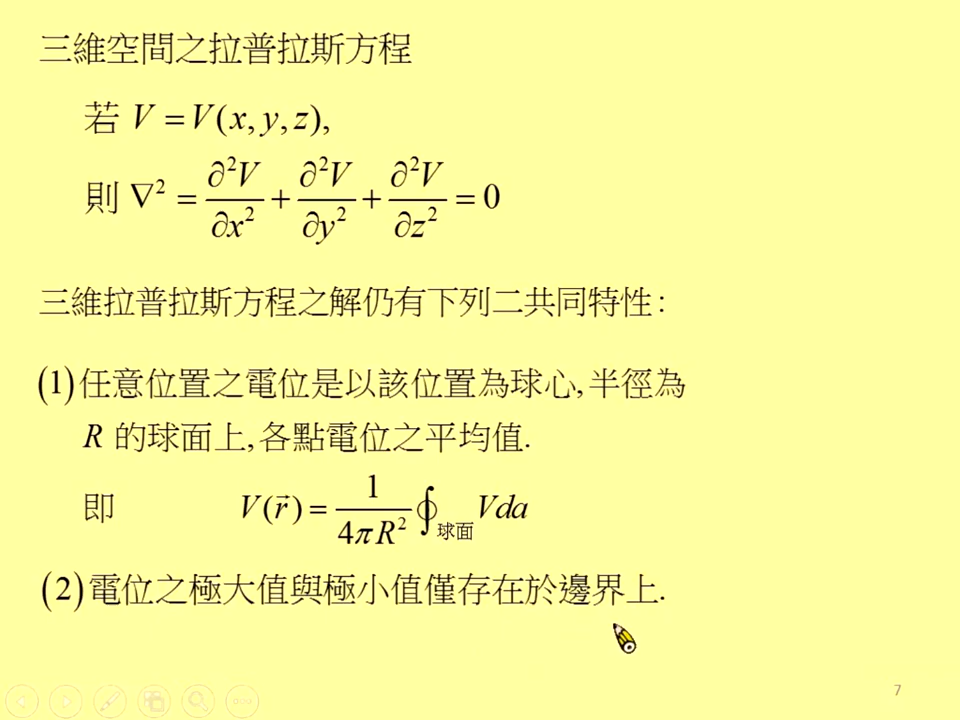 三維空間之拉普拉斯方程
若 V = V(x, y, z),
則 ∇² = ∂²V/∂x² + ∂²V/∂y² + ∂²V/∂z² = 0
三維拉普拉斯方程之解仍有下列二共同特性:
(1)任意位置之電位是以該位置為球心,半徑為
R 的球面上,各點電位之平均值.
即 V(r⃗) = 1/4πR² ∮球面 Vda
(2)電位之極大值與極小值僅存在於邊界上.
7